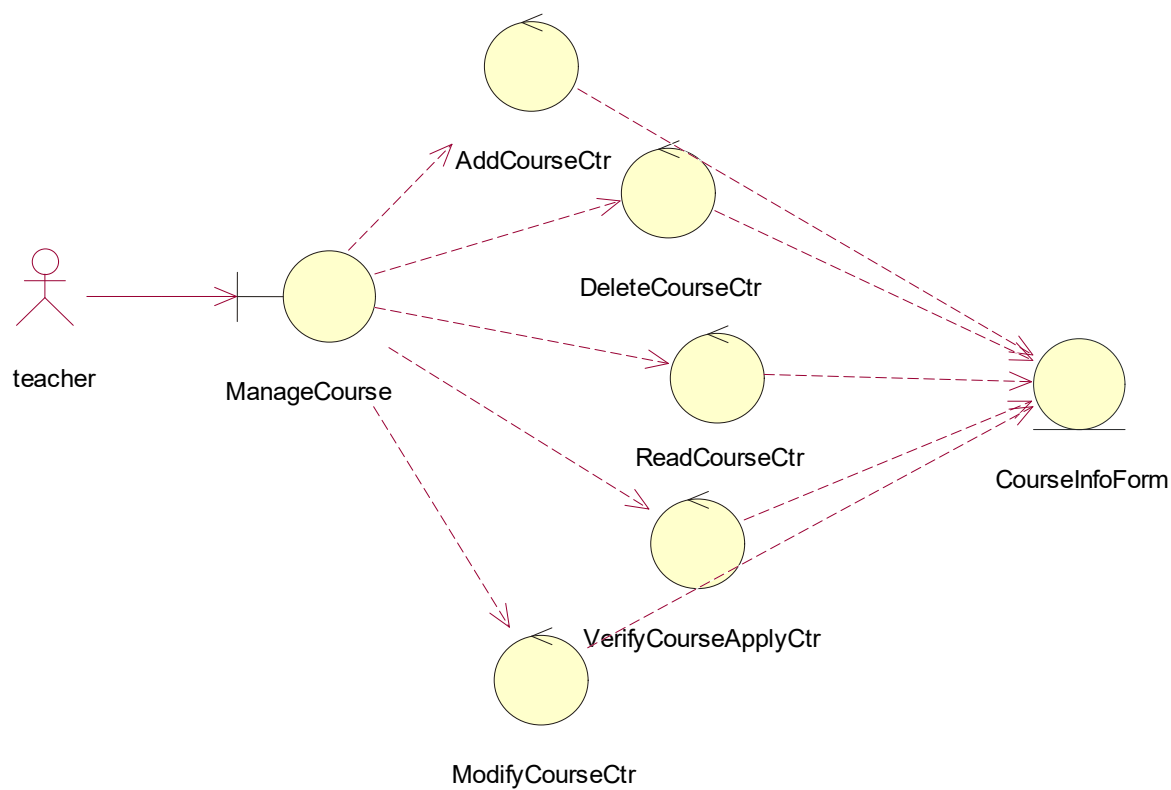 AddCourseCtr
DeleteCourseCtr
teacher
ManageCourse
ReadCourseCtr
CourseInfoForm
VerifyCourseApplyCtr
ModifyCourseCtr